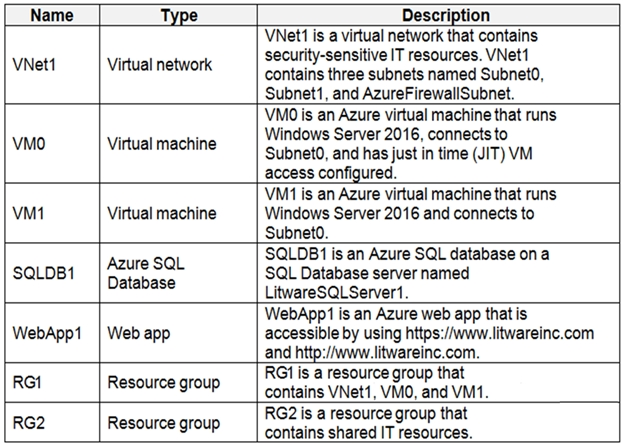 Name Type Description
VNet1 Virtual network VNet1 is a virtual network that contains
security-sensitive IT resources. VNet1
contains three subnets named Subnet0,
Subnet1, and AzureFirewallSubnet.
VM0 Virtual machine VM0 is an Azure virtual machine that runs
Windows Server 2016, connects to
Subnet0, and has just in time (JIT) VM
access configured.
VM1 Virtual machine VM1 is an Azure virtual machine that runs
Windows Server 2016 and connects to
Subnet0.
SQLDB1 Azure SQL
Database
SQLDB1 is an Azure SQL database on a
SQL Database server named
LitwareSQLServer1.
WebApp1 Web app WebApp1 is an Azure web app that is
accessible by using https://www.litwareinc.com
and http://www.litwareinc.com.
RG1 Resource group RG1 is a resource group that
contains VNet1, VM0, and VM1.
RG2 Resource group RG2 is a resource group that
contains shared IT resources.